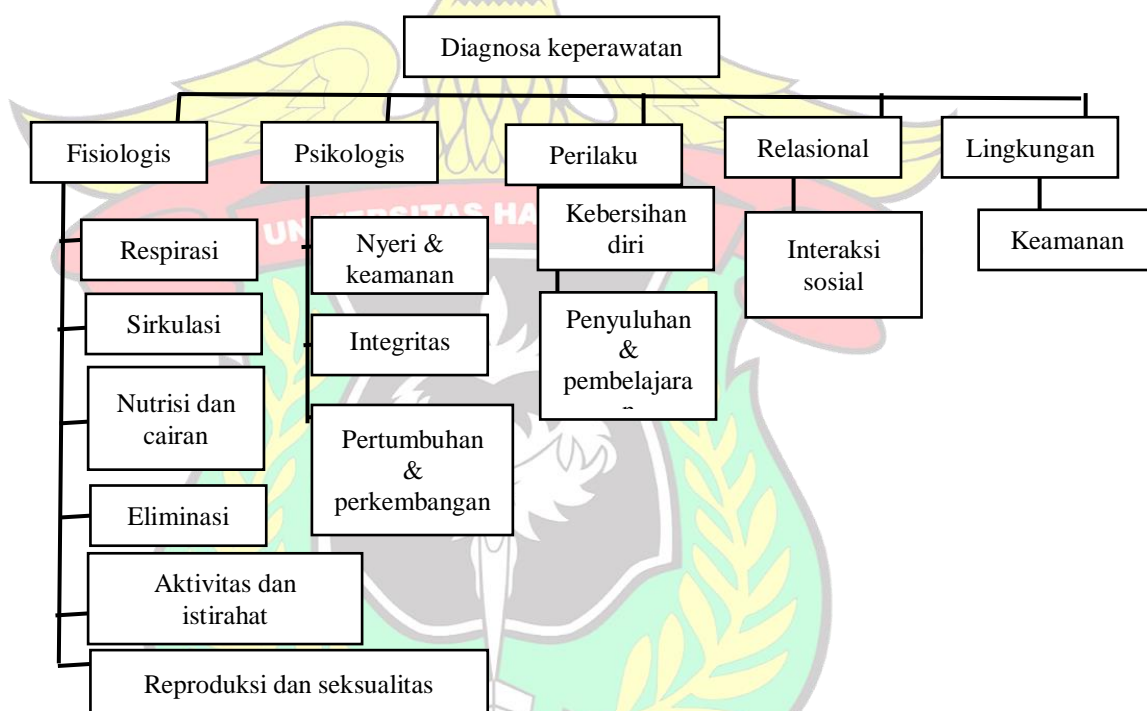 Diagnosa keperawatan
Fisiologis
Psikologis
Perilaku
Relasional
Lingkungan
Respirasi
Sirkulasi
Nutrisi dan
cairan
Eliminasi
Aktivitas dan
istirahat
Reproduksi dan seksualitas
Nyeri &
keamanan
Integritas
Pertumbuhan
&
perkembangan
Kebersihan
diri
Penyuluhan
&
pembelajara
Interaksi
sosial
Keamanan